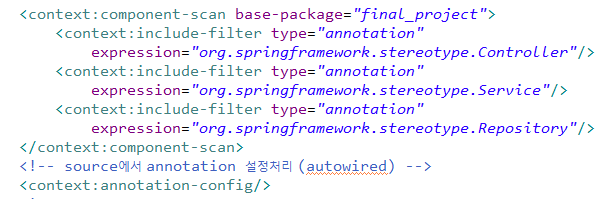 <context:component-scan base-package="final_project">
<context:include-filter type="annotation"
expression="org.springframework.stereotype.Controller"/>
<context:include-filter type="annotation"
expression="org.springframework.stereotype.Service"/>
<context:include-filter type="annotation"
expression="org.springframework.stereotype.Repository"/>
</context:component-scan>
<!-- source에서 annotation 설정처리 (autowired) -->
<context:annotation-config/>